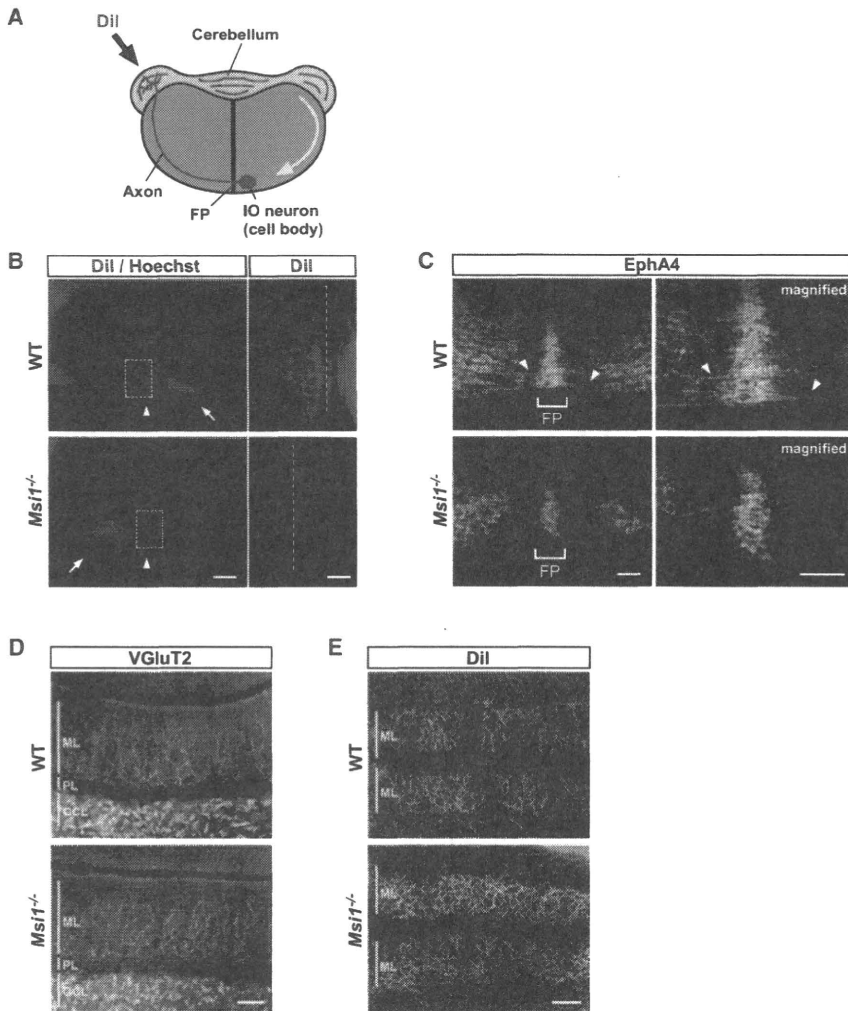 A
DiI
Cerebellum
Axon
FP
IO neuron
(cell body)
B
DiI / Hoechst
DiI
WT
Msi1-/-
C
EphA4
magnified
WT
FP
magnified
Msi1-/-
FP
D
VGluT2
WT
ML
PL
GCL
Msi1-/-
ML
PL
GCL
E
DiI
WT
ML
ML
Msi1-/-
ML
ML